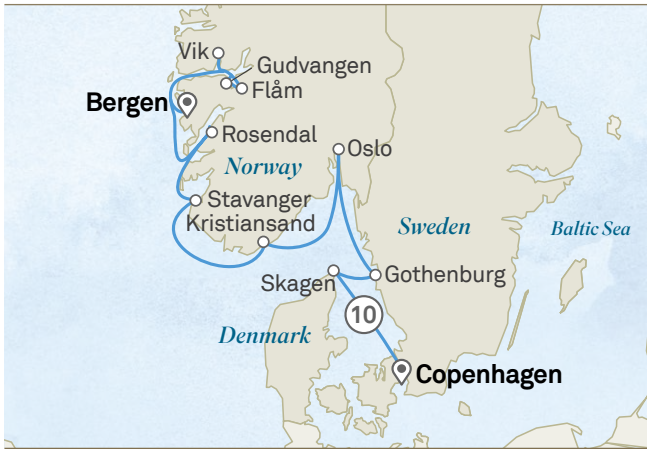 Vik
Gudvangen
Flåm
Bergen
Rosendal
Oslo
Norway
Stavanger
Kristiansand
Sweden
Baltic Sea
Skagen
Gothenburg
10
Denmark
Copenhagen